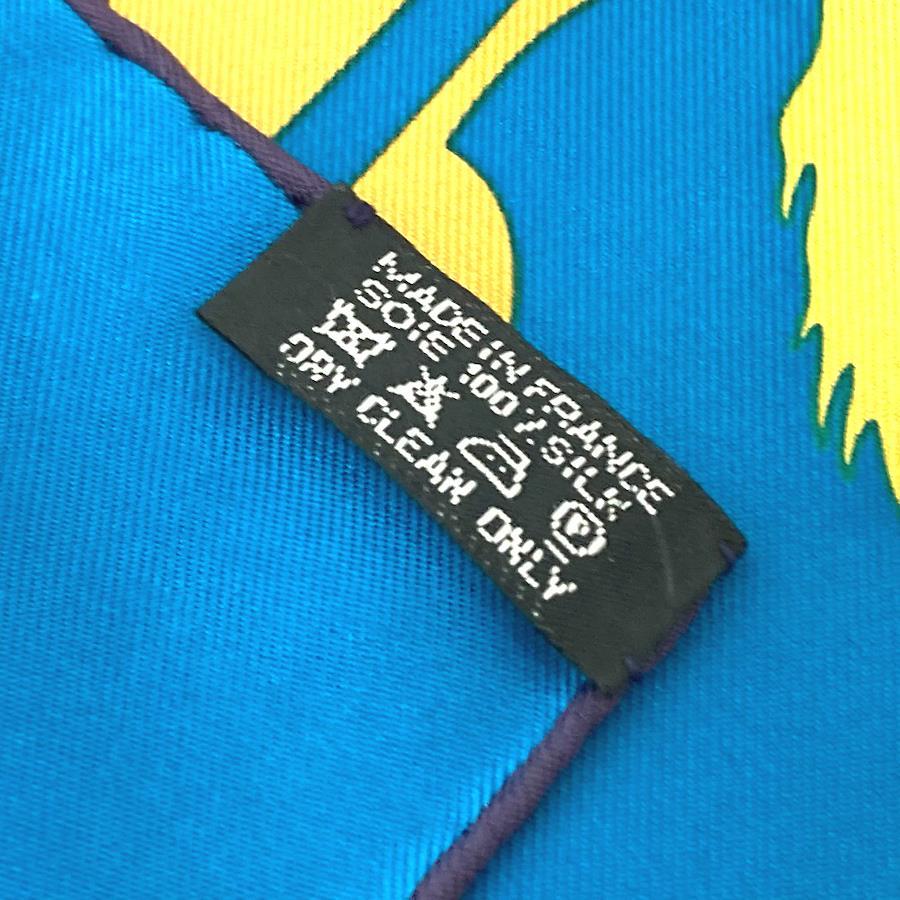 MADE IN FRANCE
SOIE 100% SILK
DRY CLEAN ONLY